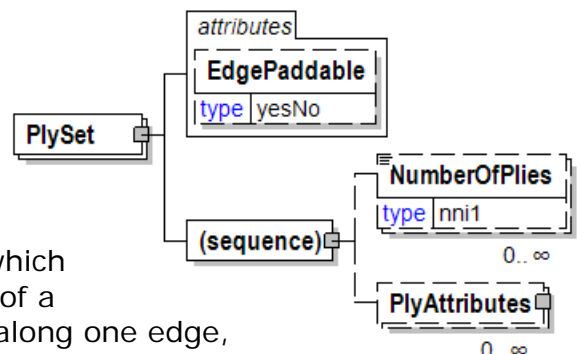 attributes
EdgePaddable
type yesNo
PlySet
NumberOfPlies
type nni1
0.. ∞
(sequence)
PlyAttributes
0.. ∞
which
of a
along one edge,